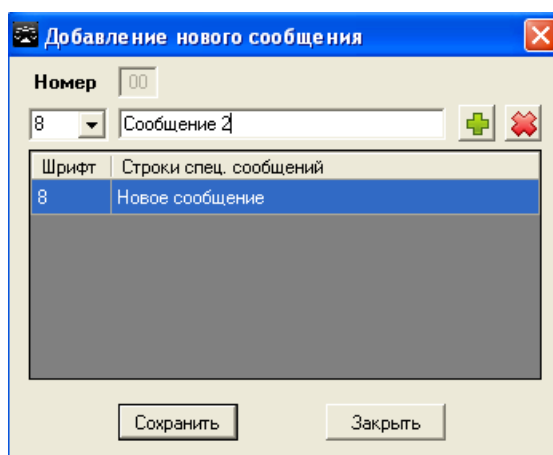 Добавление нового сообщения
Номер 00
8 Сообщение 2
Шрифт Строки спец. сообщений
8 Новое сообщение
Сохранить Закрыть